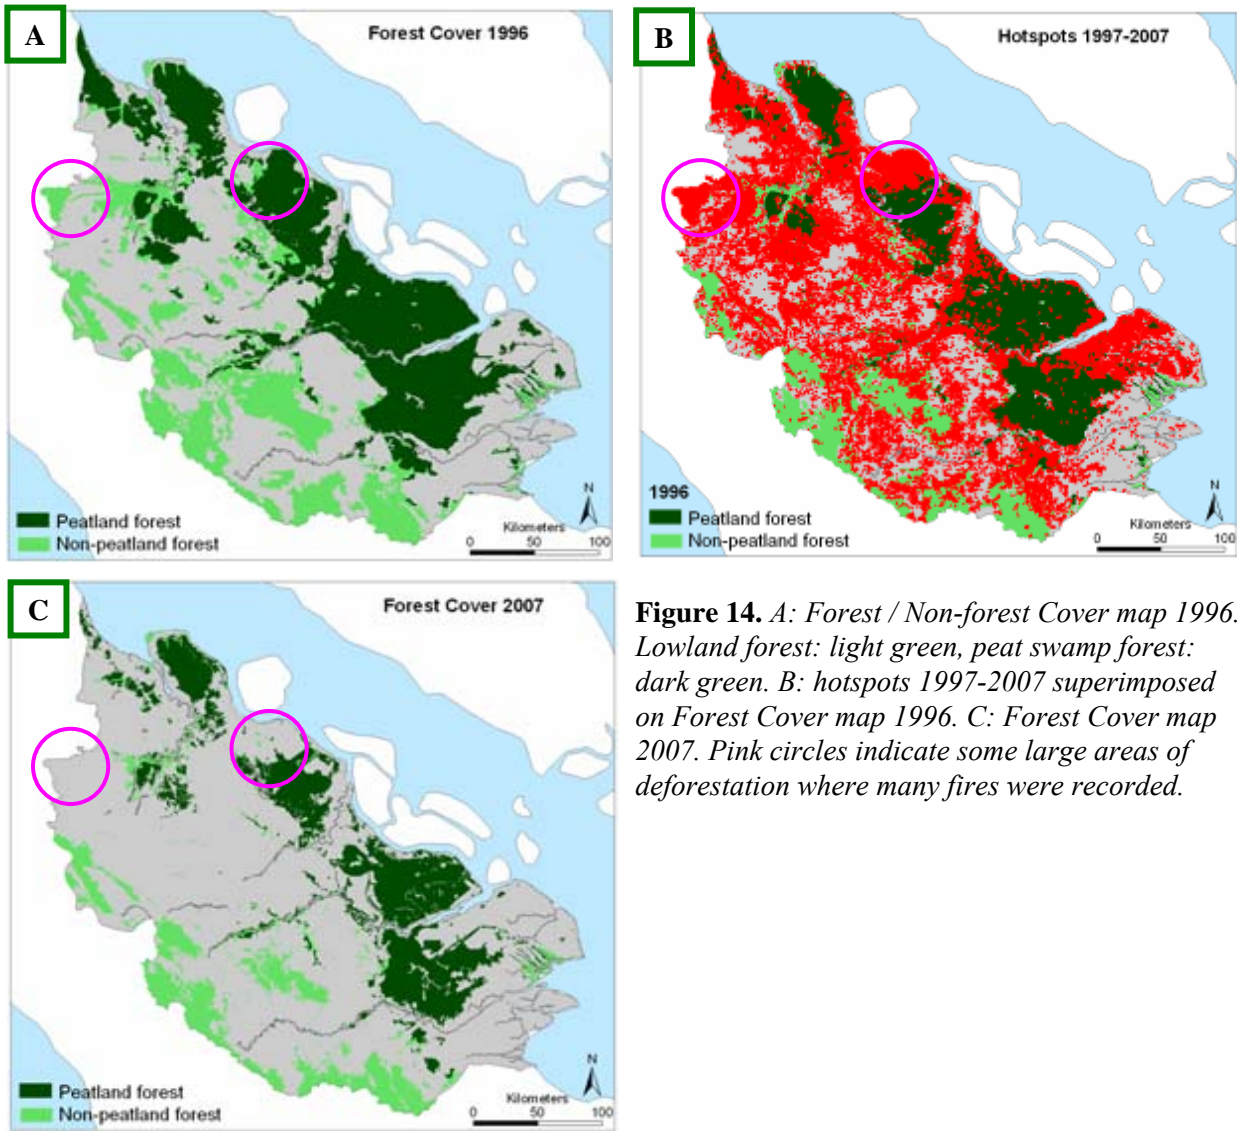 A
Forest Cover 1996
Peatland forest
Non-peatland forest
N
Kilometers
0 50 100
B
Hotspots 1997-2007
1996
Peatland forest
Non-peatland forest
N
Kilometers
0 50 100
C
Forest Cover 2007
Peatland forest
Non-peatland forest
N
Kilometers
0 50 100
Figure 14. A: Forest / Non-forest Cover map 1996.
Lowland forest: light green, peat swamp forest:
dark green. B: hotspots 1997-2007 superimposed
on Forest Cover map 1996. C: Forest Cover map
2007. Pink circles indicate some large areas of
deforestation where many fires were recorded.